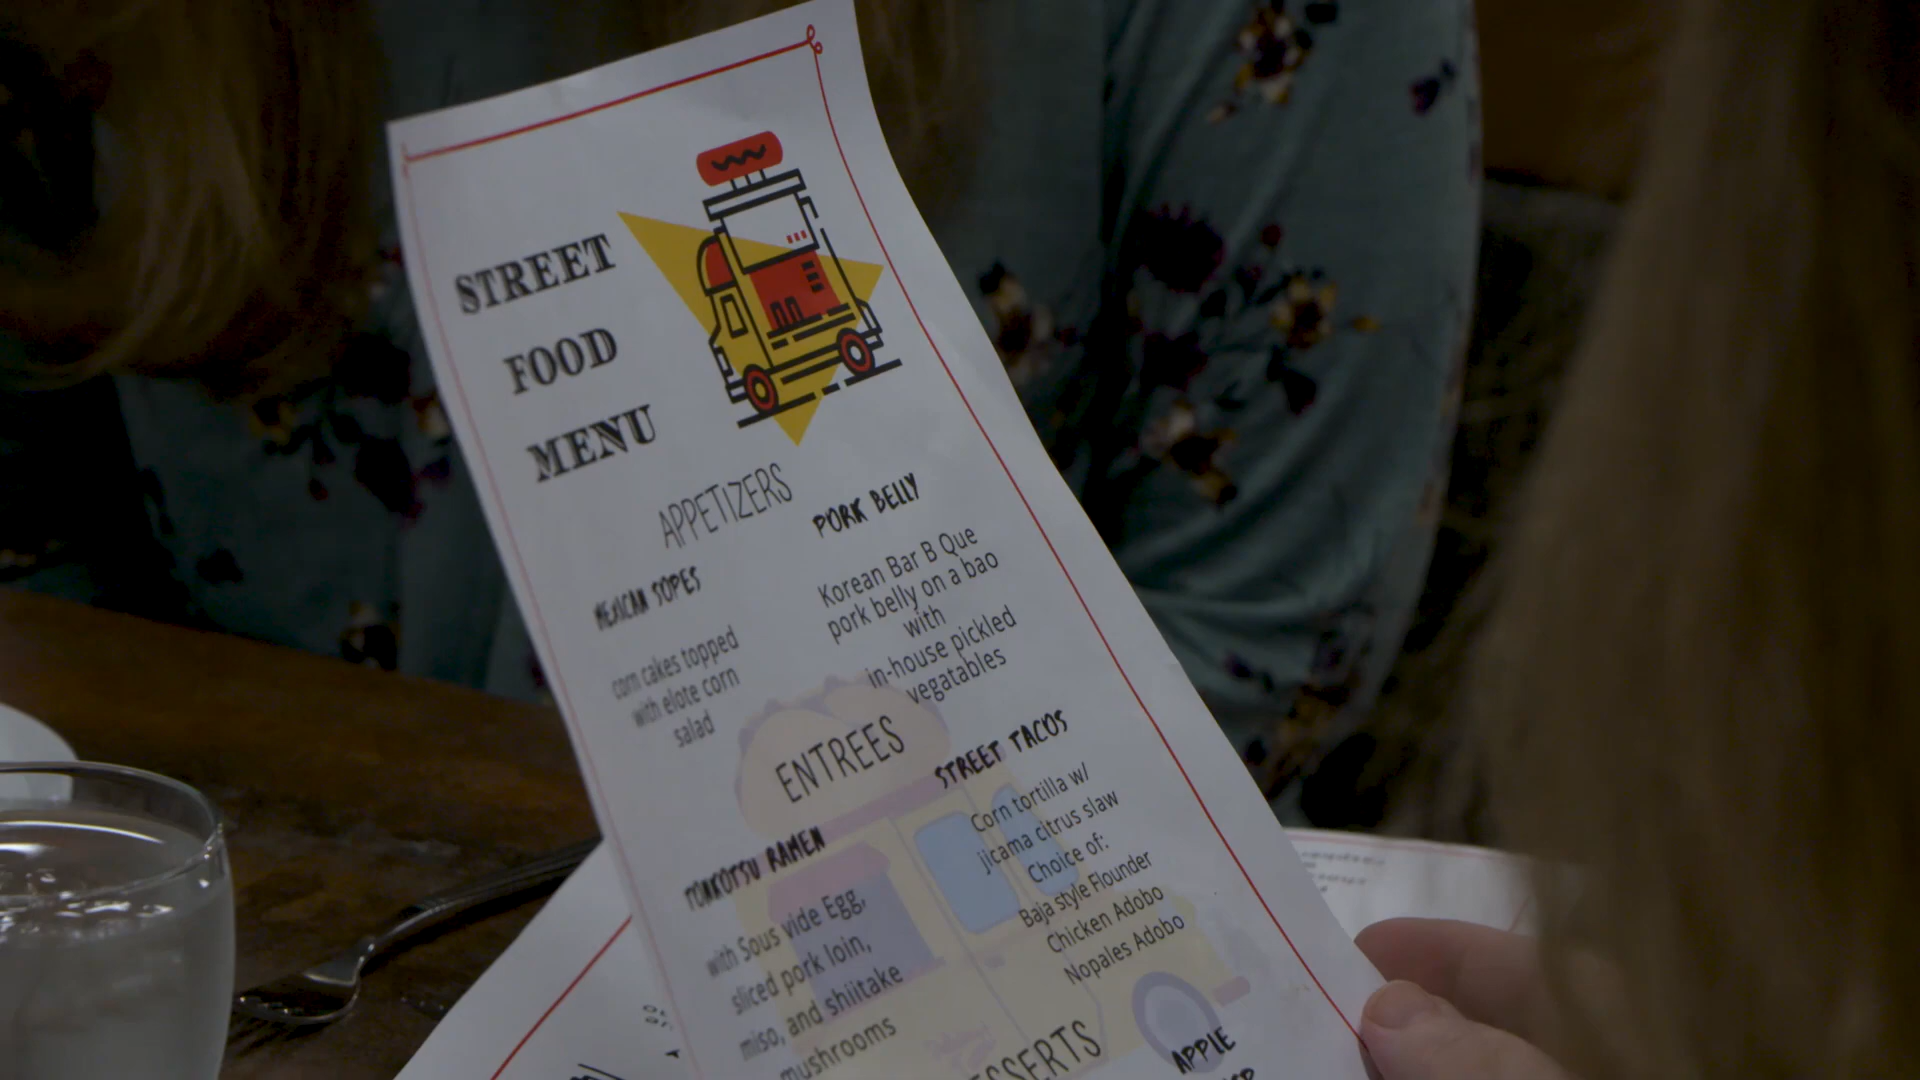 STREET
FOOD
MENU
APPETIZERS
MEXICAN SOPES
corn cakes topped
with elote corn
salad
PORK BELLY
Korean Bar B Que
pork belly on a bao
with
in-house pickled
vegatables
ENTREES
TONKOTSU RAMEN
with Sous vide Egg,
sliced pork loin,
miso, and shiitake
mushrooms
STREET TACOS
Corn tortilla w/
jicama citrus slaw
Choice of:
Baja style Flounder
Chicken Adobo
Nopales Adobo
APPLE